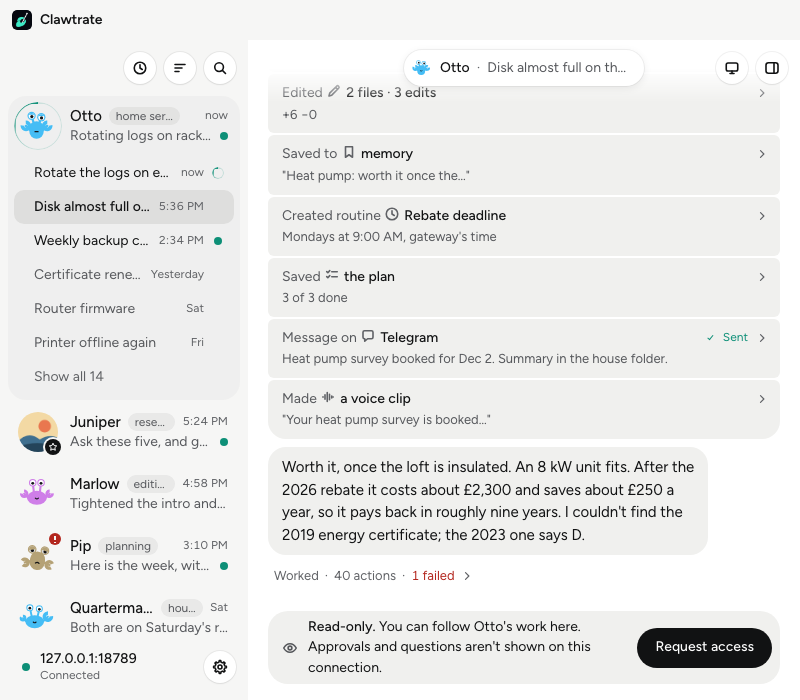 Clawtrate
Otto home ser... now
Rotating logs on rack...
Rotate the logs on e... now
Disk almost full o... 5:36 PM
Weekly backup c... 2:34 PM
Certificate rene... Yesterday
Router firmware Sat
Printer offline again Fri
Show all 14
Juniper rese... 5:24 PM
Ask these five, and g...
Marlow editi... 4:58 PM
Tightened the intro and...
Pip planning 3:10 PM
Here is the week, wit...
Quarterma... hou... Sat
Both are on Saturday's r...
127.0.0.1:18789
Connected
Otto · Disk almost full on th...
Edited 2 files · 3 edits
+6 −0
Saved to memory
"Heat pump: worth it once the..."
Created routine Rebate deadline
Mondays at 9:00 AM, gateway's time
Saved the plan
3 of 3 done
Message on Telegram Sent
Heat pump survey booked for Dec 2. Summary in the house folder.
Made a voice clip
"Your heat pump survey is booked..."
Worth it, once the loft is insulated. An 8 kW unit fits. After the
2026 rebate it costs about £2,300 and saves about £250 a
year, so it pays back in roughly nine years. I couldn't find the
2019 energy certificate; the 2023 one says D.
Worked · 40 actions · 1 failed
Read-only. You can follow Otto's work here.
Approvals and questions aren't shown on this
connection.
Request access